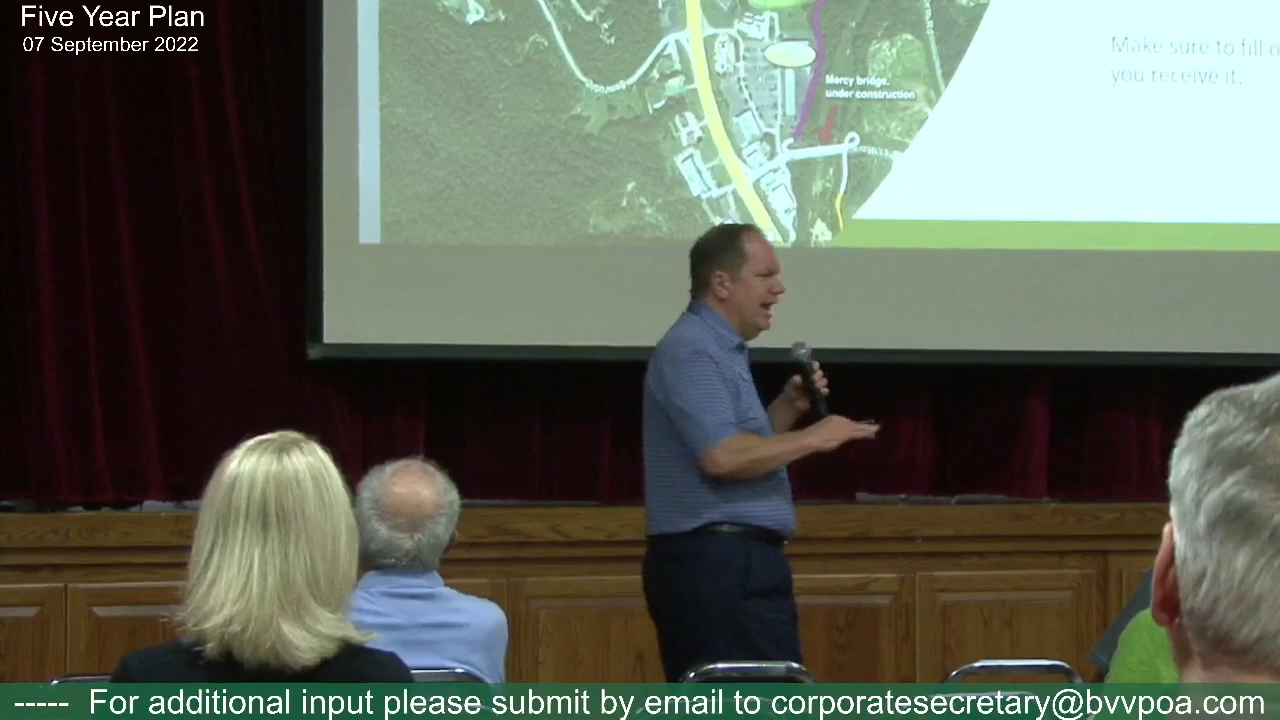 Five Year Plan
07 September 2022
Make sure to fill o
you receive it.
Mercy bridge,
under construction
----- For additional input please submit by email to corporatesecretary@bvvpoa.com